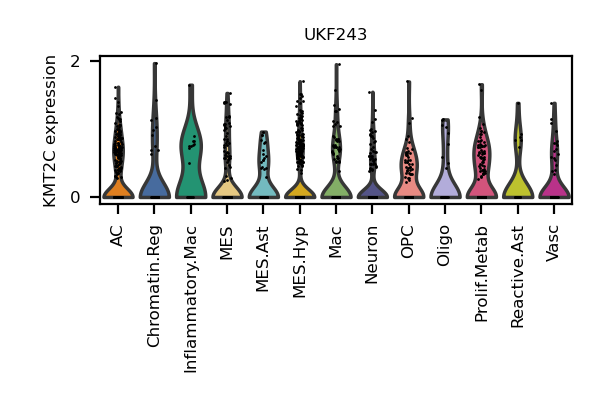 UKF243
KMT2C expression
2
0
AC
Chromatin.Reg
Inflammatory.Mac
MES
MES.Ast
MES.Hyp
Mac
Neuron
OPC
Oligo
Prolif.Metab
Reactive.Ast
Vasc